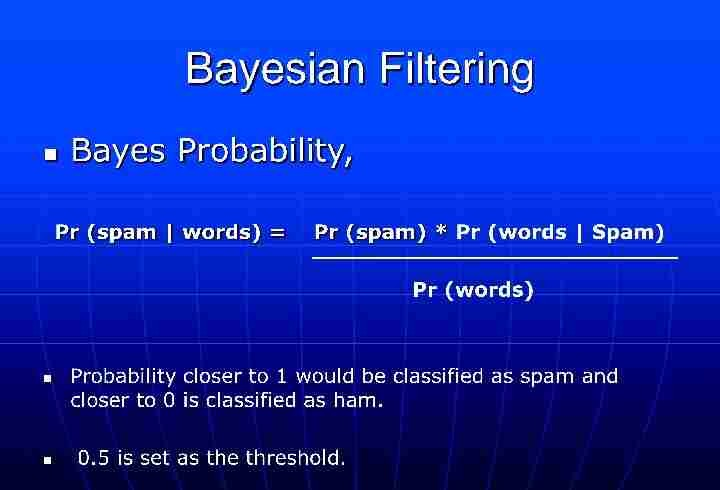 Bayesian Filtering
Bayes Probability,
Pr (spam | words) = Pr (spam) * Pr (words | Spam)
Pr (words)
Probability closer to 1 would be classified as spam and
closer to 0 is classified as ham.
0.5 is set as the threshold.